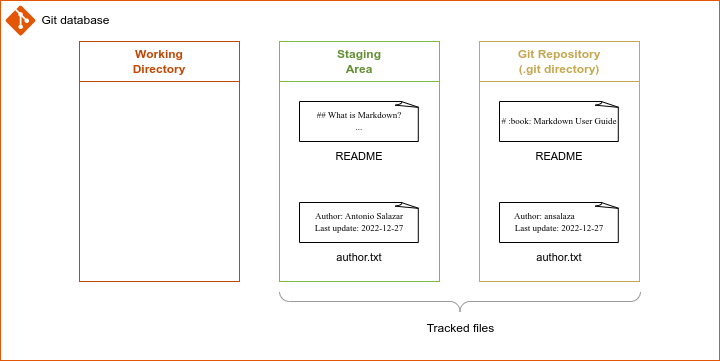 Git database
Working
Directory
Staging
Area
## What is Markdown?
...
README
Author: Antonio Salazar
Last update: 2022-12-27
author.txt
Git Repository
(.git directory)
# :book: Markdown User Guide
README
Author: ansalaza
Last update: 2022-12-27
author.txt
Tracked files